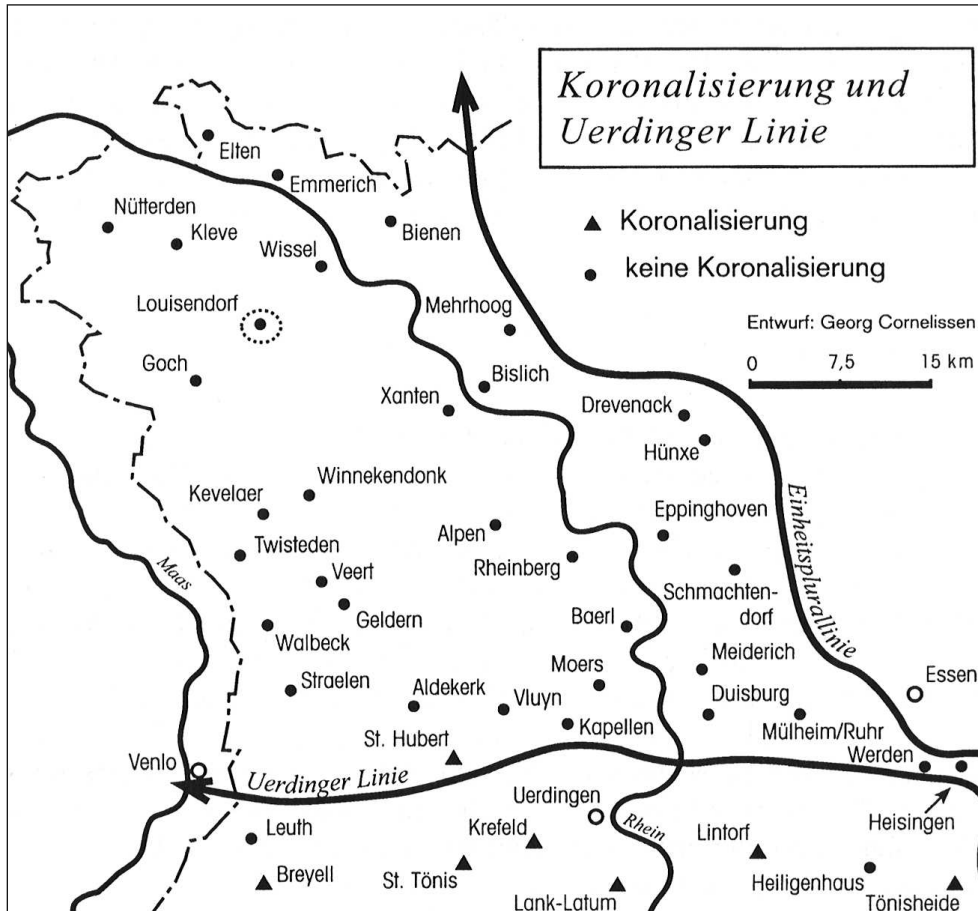 Koronalisierung und
Uerdinger Linie
Koronalisierung
keine Koronalisierung
Entwurf: Georg Cornelissen
0 7,5 15 km
Elten
Emmerich
Nütterden
Kleve
Wissel
Bienen
Louisendorf
Mehrhoog
Goch
Bislich
Xanten
Drevenack
Hünxe
Winnekendonk
Kevelaer
Eppinghoven
Alpen
Twisteden
Rheinberg
Maas
Veert
Einheitsplurallinie
Schmachten-
dorf
Geldern
Baerl
Walbeck
Meiderich
Moers
Essen
Straelen
Aldekerk
Vluyn
Duisburg
Kapellen
Mülheim/Ruhr
St. Hubert
Werden
Venlo
Uerdinger Linie
Uerdingen
Heisingen
Leuth
Krefeld
Rhein
Lintorf
Breyell
St. Tönis
Heiligenhaus
Lank-Latum
Tönisheide